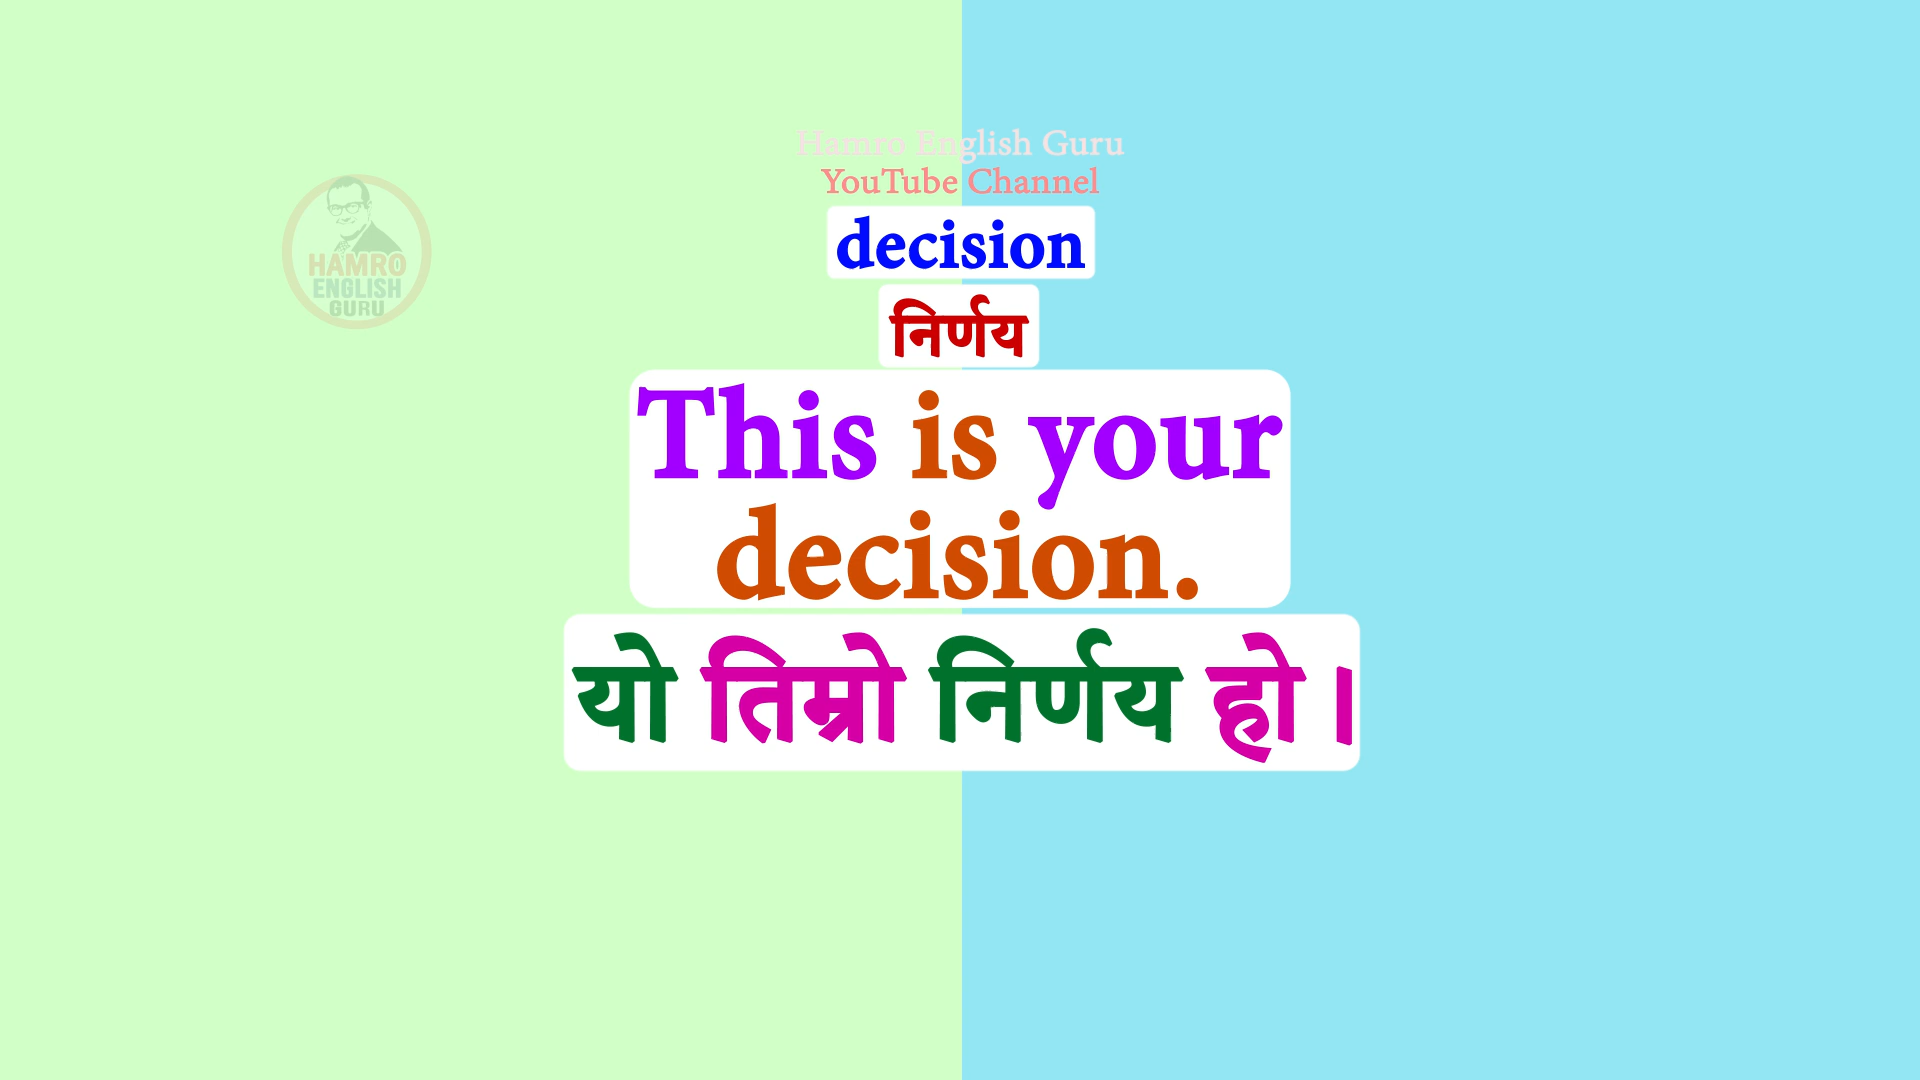 Hamro English Guru
YouTube Channel
HAMRO
ENGLISH
GURU
decision
निर्णय
This is your
decision.
यो तिम्रो निर्णय हो ।